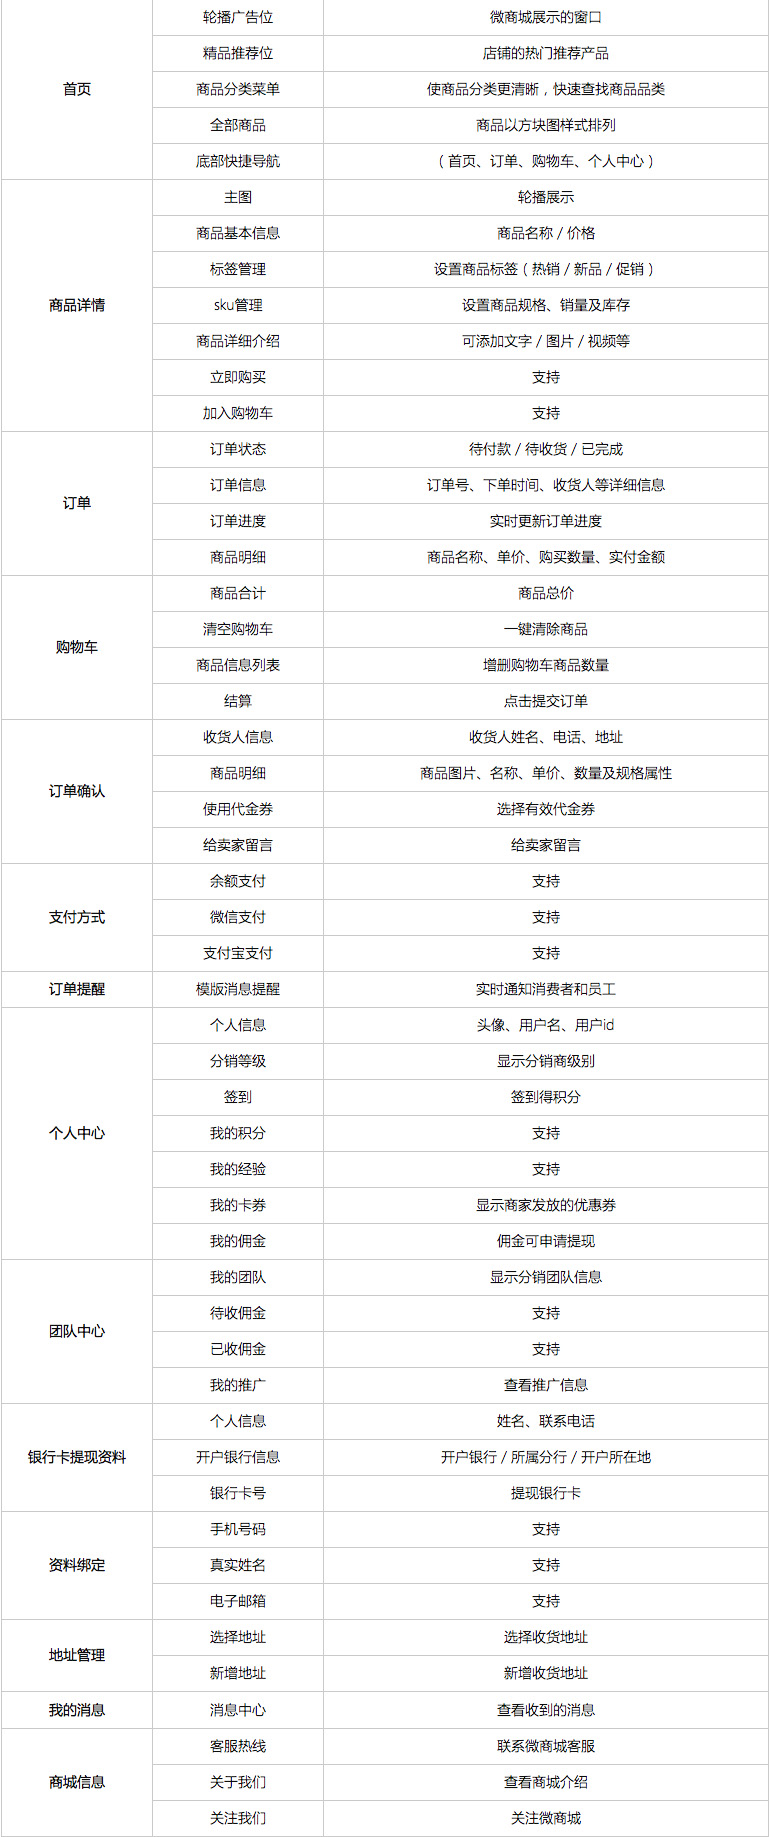 首页
轮播广告位 微商城展示的窗口
精品推荐位 店铺的热门推荐产品
商品分类菜单 使商品分类更清晰，快速查找商品品类
全部商品 商品以方块图样式排列
底部快捷导航 （首页、订单、购物车、个人中心）
商品详情
主图 轮播展示
商品基本信息 商品名称 / 价格
标签管理 设置商品标签（热销 / 新品 / 促销）
sku管理 设置商品规格、销量及库存
商品详细介绍 可添加文字 / 图片 / 视频等
立即购买 支持
加入购物车 支持
订单
订单状态 待付款 / 待收货 / 已完成
订单信息 订单号、下单时间、收货人等详细信息
订单进度 实时更新订单进度
商品明细 商品名称、单价、购买数量、实付金额
购物车
商品合计 商品总价
清空购物车 一键清除商品
商品信息列表 增删购物车商品数量
结算 点击提交订单
订单确认
收货人信息 收货人姓名、电话、地址
商品明细 商品图片、名称、单价、数量及规格属性
使用代金券 选择有效代金券
给卖家留言 给卖家留言
支付方式
余额支付 支持
微信支付 支持
支付宝支付 支持
订单提醒 模版消息提醒 实时通知消费者和员工
个人中心
个人信息 头像、用户名、用户id
分销等级 显示分销商级别
签到 签到得积分
我的积分 支持
我的经验 支持
我的卡券 显示商家发放的优惠券
我的佣金 佣金可申请提现
团队中心
我的团队 显示分销团队信息
待收佣金 支持
已收佣金 支持
我的推广 查看推广信息
银行卡提现资料
个人信息 姓名、联系电话
开户银行信息 开户银行 / 所属分行 / 开户所在地
银行卡号 提现银行卡
资料绑定
手机号码 支持
真实姓名 支持
电子邮箱 支持
地址管理
选择地址 选择收货地址
新增地址 新增收货地址
我的消息 消息中心 查看收到的消息
商城信息
客服热线 联系微商城客服
关于我们 查看商城介绍
关注我们 关注微商城